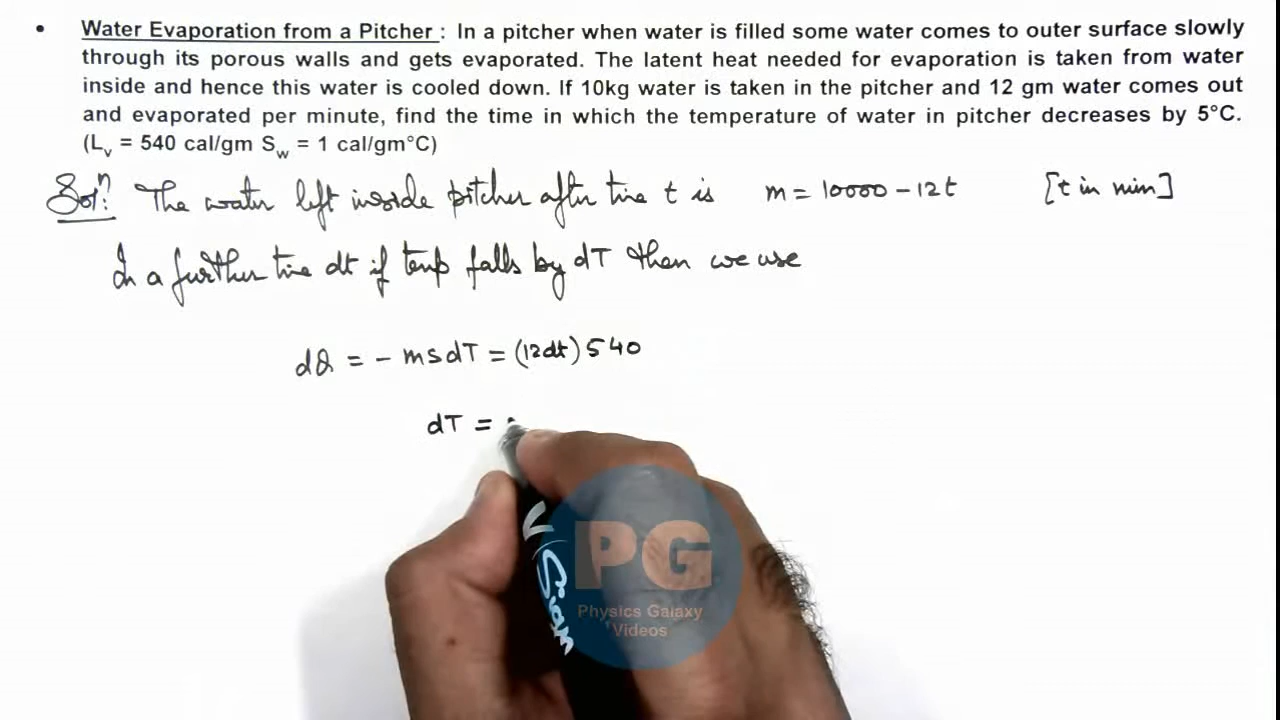 • Water Evaporation from a Pitcher : In a pitcher when water is filled some water comes to outer surface slowly
through its porous walls and gets evaporated. The latent heat needed for evaporation is taken from water
inside and hence this water is cooled down. If 10kg water is taken in the pitcher and 12 gm water comes out
and evaporated per minute, find the time in which the temperature of water in pitcher decreases by 5°C.
(Lv = 540 cal/gm Sw = 1 cal/gm°C)
Solⁿ: The water left inside pitcher after time t is m = 10000 - 12t [t in min]
In a further time dt if temp falls by dT then we use
dQ = - msdT = (12dt) 540
dT =
PG
Physics Galaxy
Videos